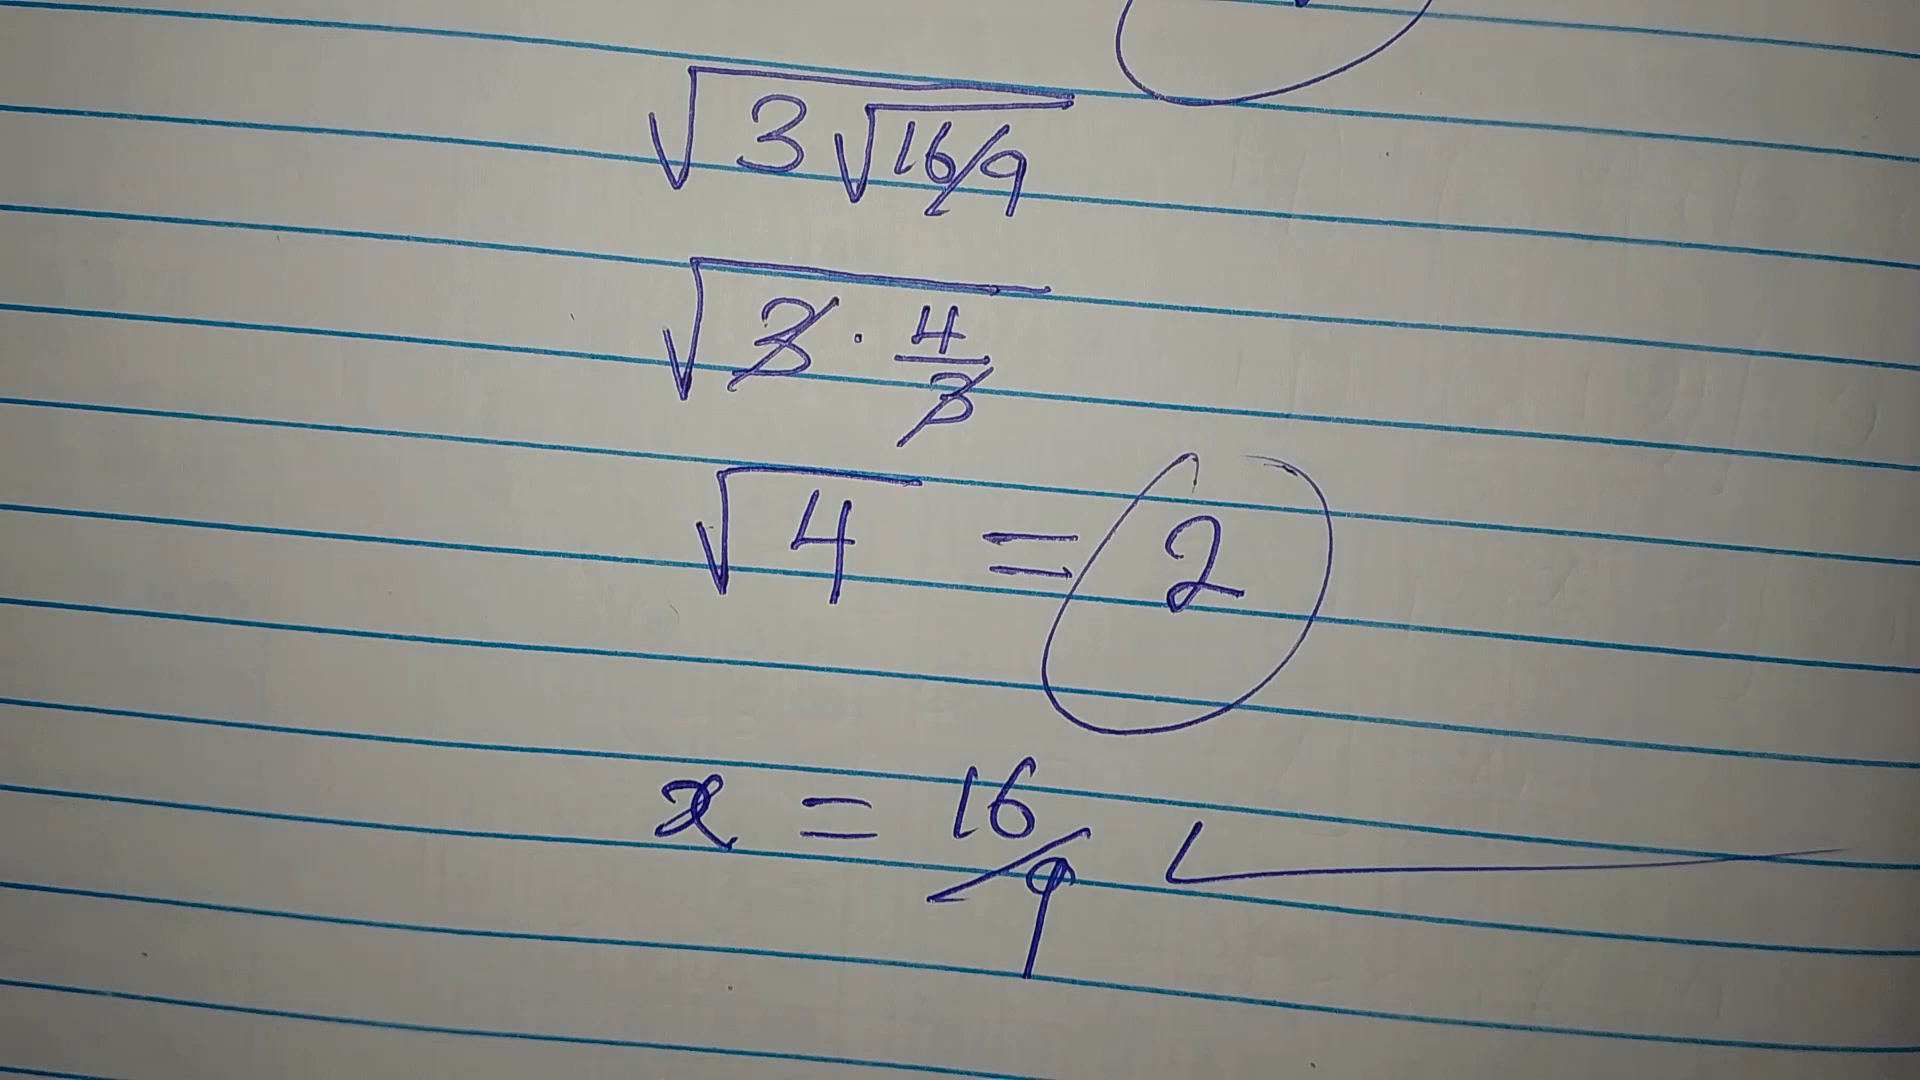 √(3√(16/9))
√(3 · 4/3)
√4 = 2
x = 16/9 ✓